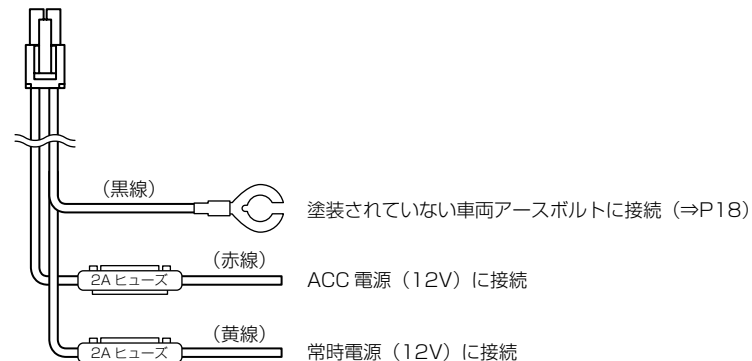 （黒線）
塗装されていない車両アースボルトに接続（⇒P18）
（赤線）
2A ヒューズ
ACC 電源（12V）に接続
（黄線）
2A ヒューズ
常時電源（12V）に接続